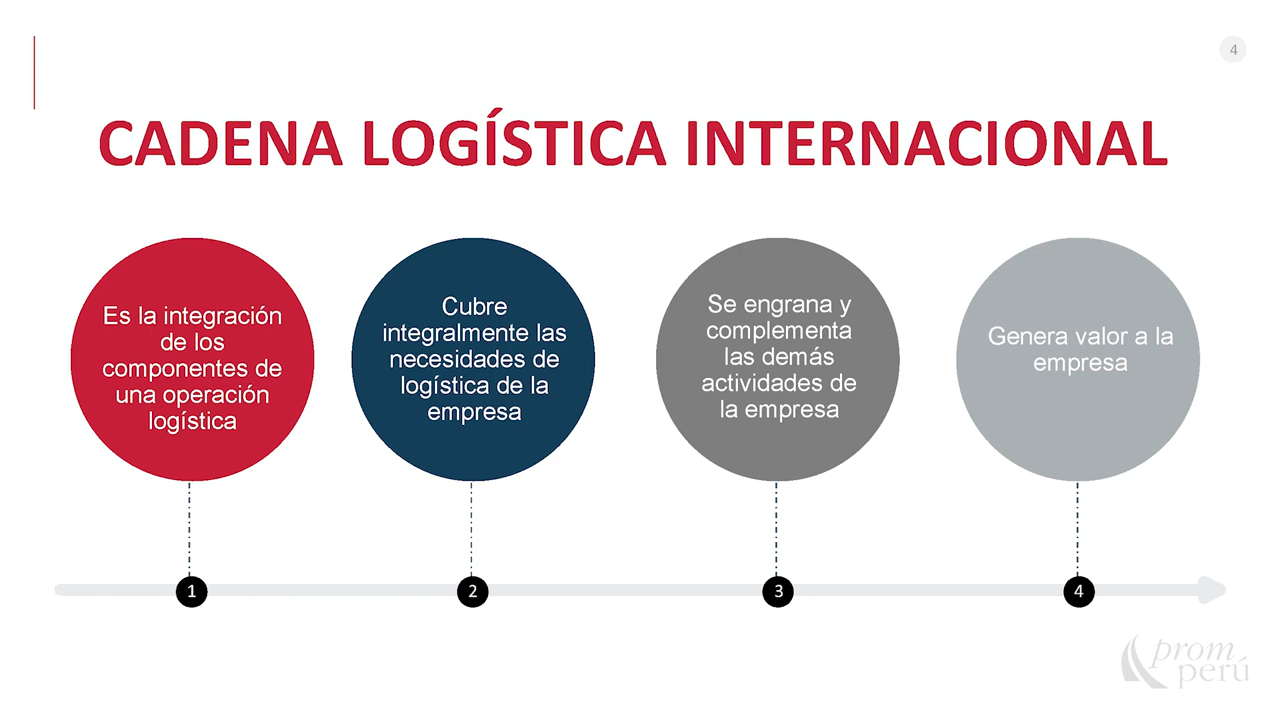 4
CADENA LOGÍSTICA INTERNACIONAL
Es la integración
de los
componentes de
una operación
logística
Cubre
integralmente las
necesidades de
logística de la
empresa
Se engrana y
complementa
las demás
actividades de
la empresa
Genera valor a la
empresa
1
2
3
4
prom
perú